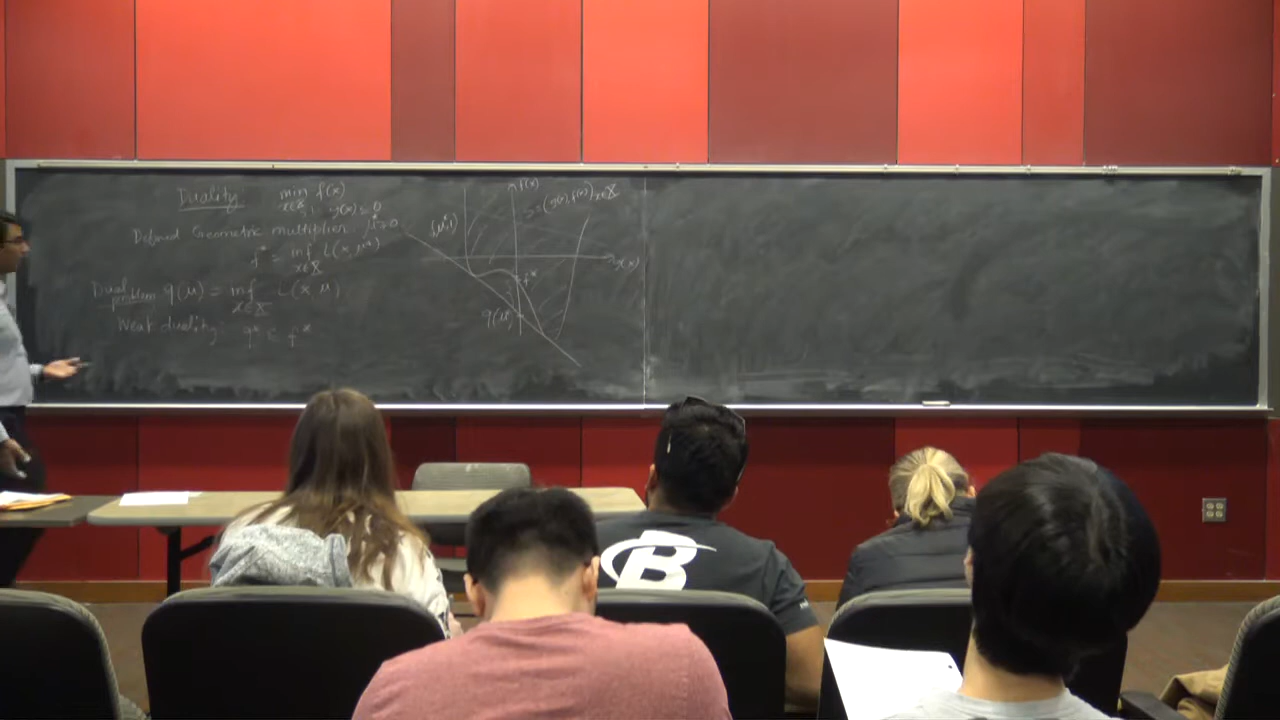 Duality: min f(x)
x∈X
s.t. g(x) ≤ 0
Defined Geometric multiplier: μ* ≥ 0
f* = inf L(x, μ*)
x∈X
Dual problem q(μ) = inf L(x, μ)
x∈X
Weak duality: q* ≤ f*
(μ*,1)
f(x)
(g(x), f(x)) x∈X
g(x)
f*
B